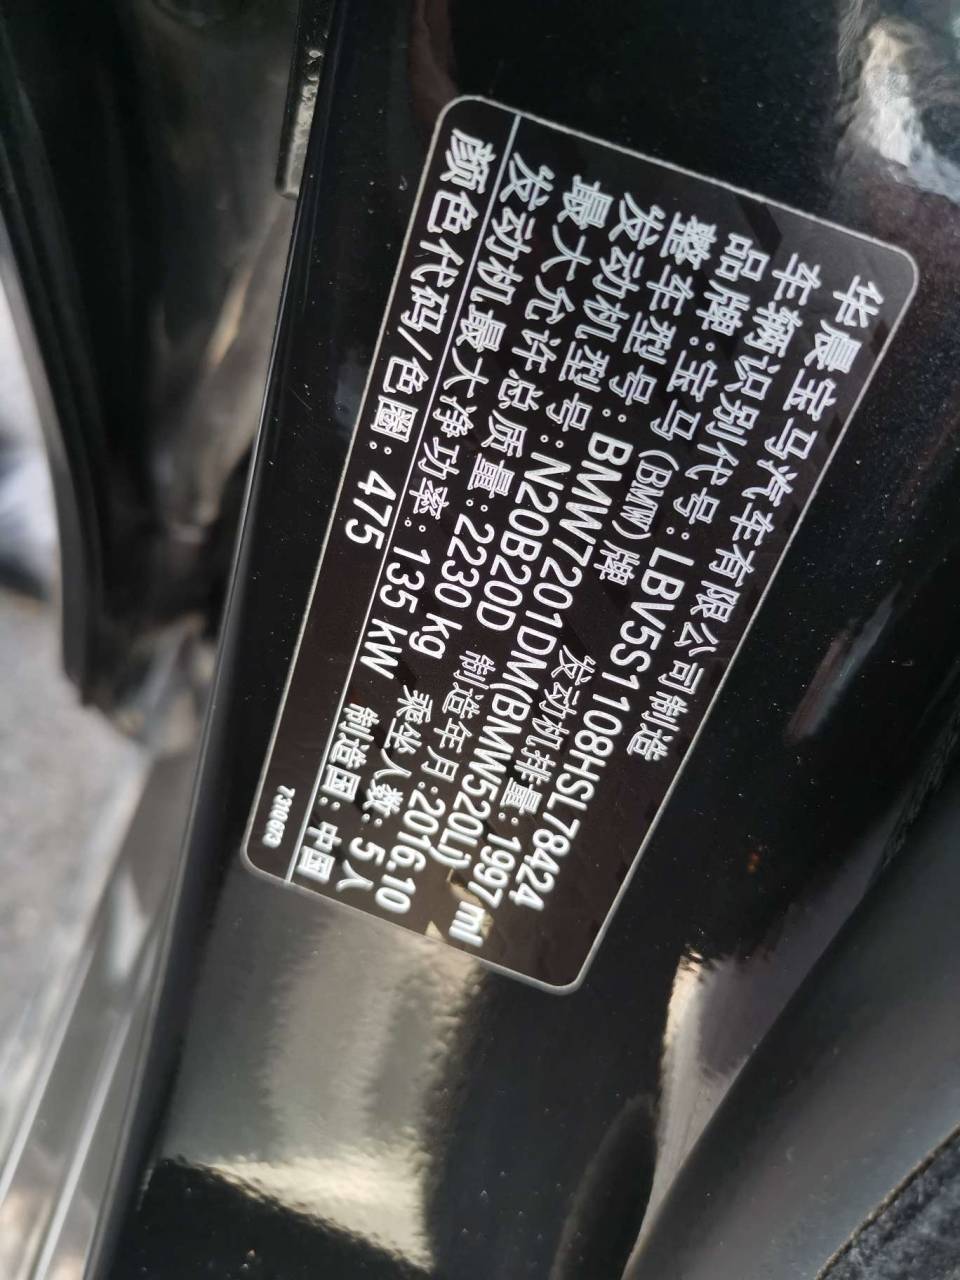 华晨宝马汽车有限公司制造
车辆识别代号: LBV5S1108HSL78424
品牌: 宝马 (BMW) 牌
整车型号: BMW7201DM(BMW520Li)
发动机型号: N20B20D 发动机排量: 1997 ml
最大允许总质量: 2230 kg 制造年月: 2016.10
发动机最大净功率: 135 kW 乘坐人数: 5 人
颜色代码/色圈: 475 制造国: 中国